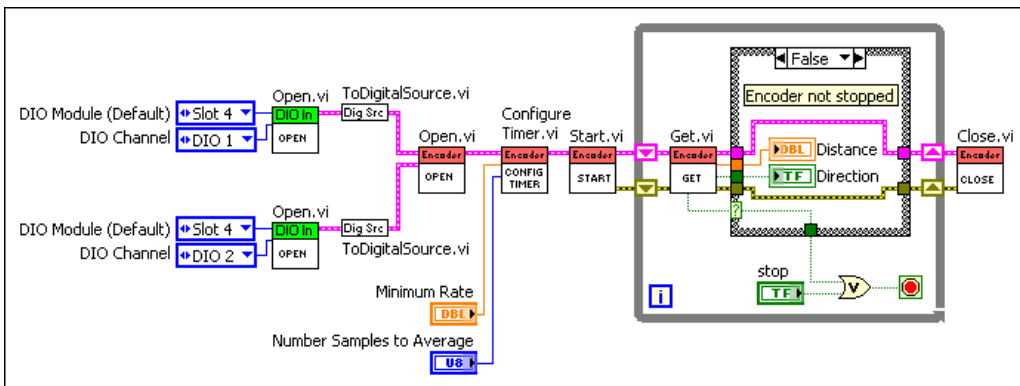 DIO Module (Default)
Slot 4
DIO Channel
DIO 1
Open.vi
DIO In
OPEN
ToDigitalSource.vi
Dig Src
DIO Module (Default)
Slot 4
DIO Channel
DIO 2
Open.vi
DIO In
OPEN
Dig Src
ToDigitalSource.vi
Open.vi
Encoder
OPEN
Configure
Timer.vi
Encoder
CONFIG
TIMER
Minimum Rate
DBL
Number Samples to Average
U8
Start.vi
Encoder
START
Get.vi
Encoder
GET
False
Encoder not stopped
DBL
Distance
TF
Direction
?
stop
TF
V
i
Close.vi
Encoder
CLOSE